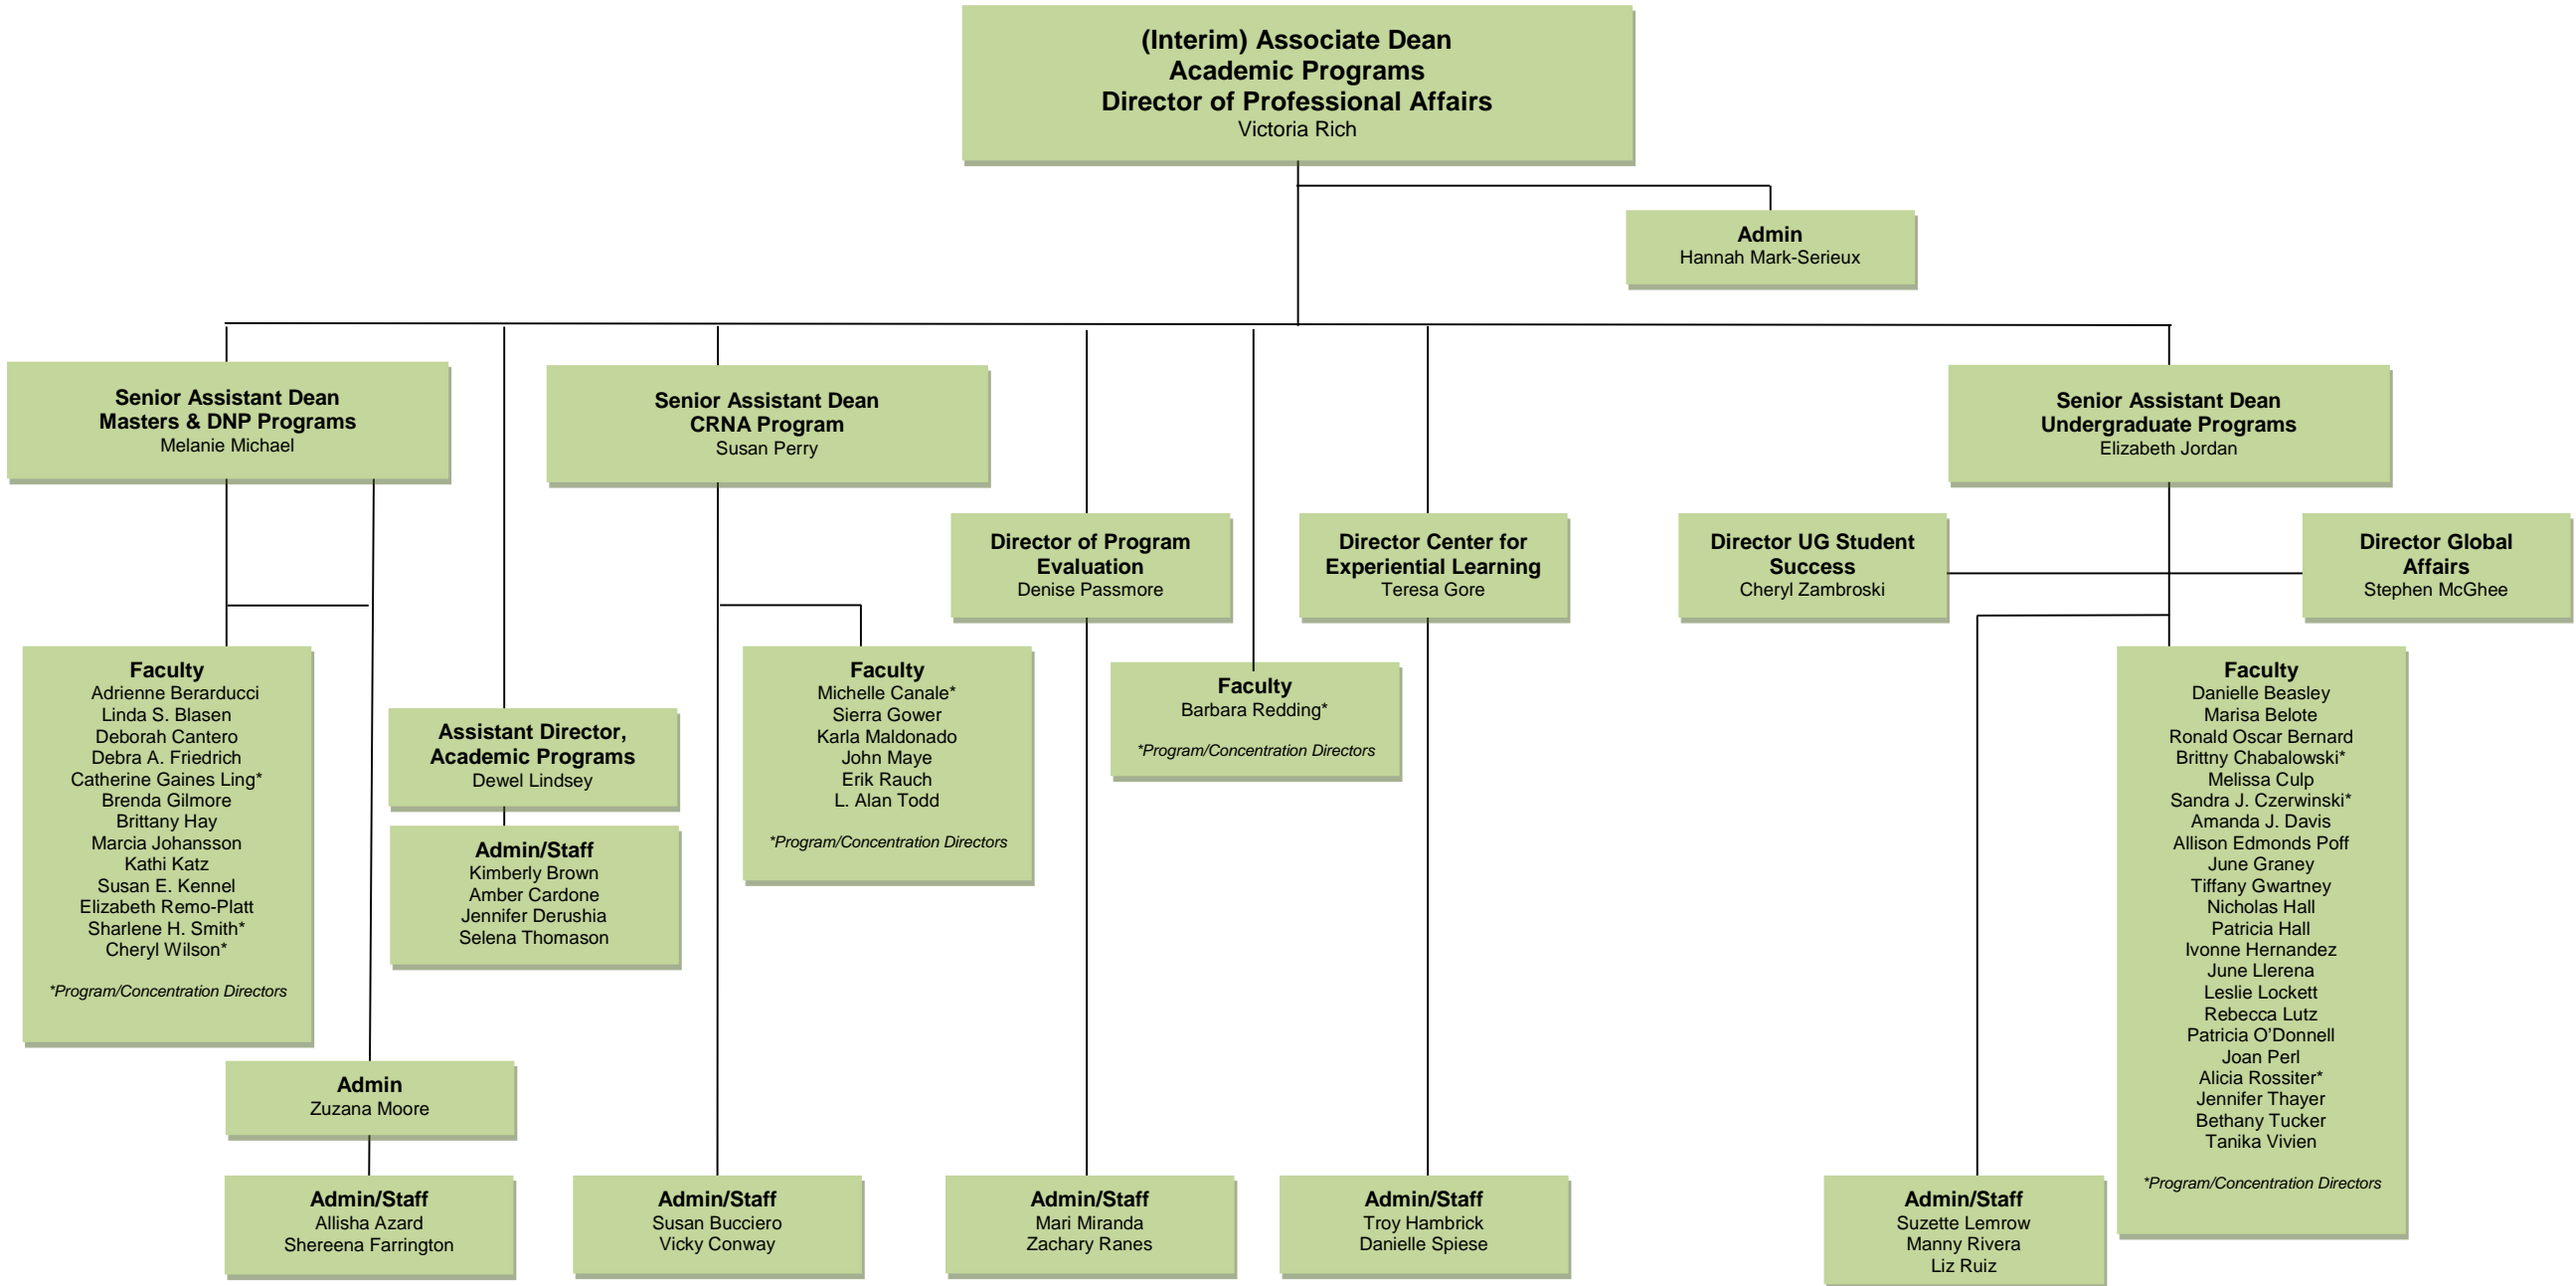 (Interim) Associate Dean
Academic Programs
Director of Professional Affairs
Victoria Rich
Admin
Hannah Mark-Serieux
Senior Assistant Dean
Masters & DNP Programs
Melanie Michael
Senior Assistant Dean
CRNA Program
Susan Perry
Senior Assistant Dean
Undergraduate Programs
Elizabeth Jordan
Director of Program
Evaluation
Denise Passmore
Director Center for
Experiential Learning
Teresa Gore
Director UG Student
Success
Cheryl Zambroski
Director Global
Affairs
Stephen McGhee
Faculty
Adrienne Berarducci
Linda S. Blasen
Deborah Cantero
Debra A. Friedrich
Catherine Gaines Ling*
Brenda Gilmore
Brittany Hay
Marcia Johansson
Kathi Katz
Susan E. Kennel
Elizabeth Remo-Platt
Sharlene H. Smith*
Cheryl Wilson*
*Program/Concentration Directors
Assistant Director,
Academic Programs
Dewel Lindsey
Admin/Staff
Kimberly Brown
Amber Cardone
Jennifer Derushia
Selena Thomason
Faculty
Michelle Canale*
Sierra Gower
Karla Maldonado
John Maye
Erik Rauch
L. Alan Todd
*Program/Concentration Directors
Faculty
Barbara Redding*
*Program/Concentration Directors
Faculty
Danielle Beasley
Marisa Belote
Ronald Oscar Bernard
Brittny Chabalowski*
Melissa Culp
Sandra J. Czerwinski*
Amanda J. Davis
Allison Edmonds Poff
June Graney
Tiffany Gwartney
Nicholas Hall
Patricia Hall
Ivonne Hernandez
June Llerena
Leslie Lockett
Rebecca Lutz
Patricia O’Donnell
Joan Perl
Alicia Rossiter*
Jennifer Thayer
Bethany Tucker
Tanika Vivien
*Program/Concentration Directors
Admin
Zuzana Moore
Admin/Staff
Allisha Azard
Shereena Farrington
Admin/Staff
Susan Bucciero
Vicky Conway
Admin/Staff
Mari Miranda
Zachary Ranes
Admin/Staff
Troy Hambrick
Danielle Spiese
Admin/Staff
Suzette Lemrow
Manny Rivera
Liz Ruiz